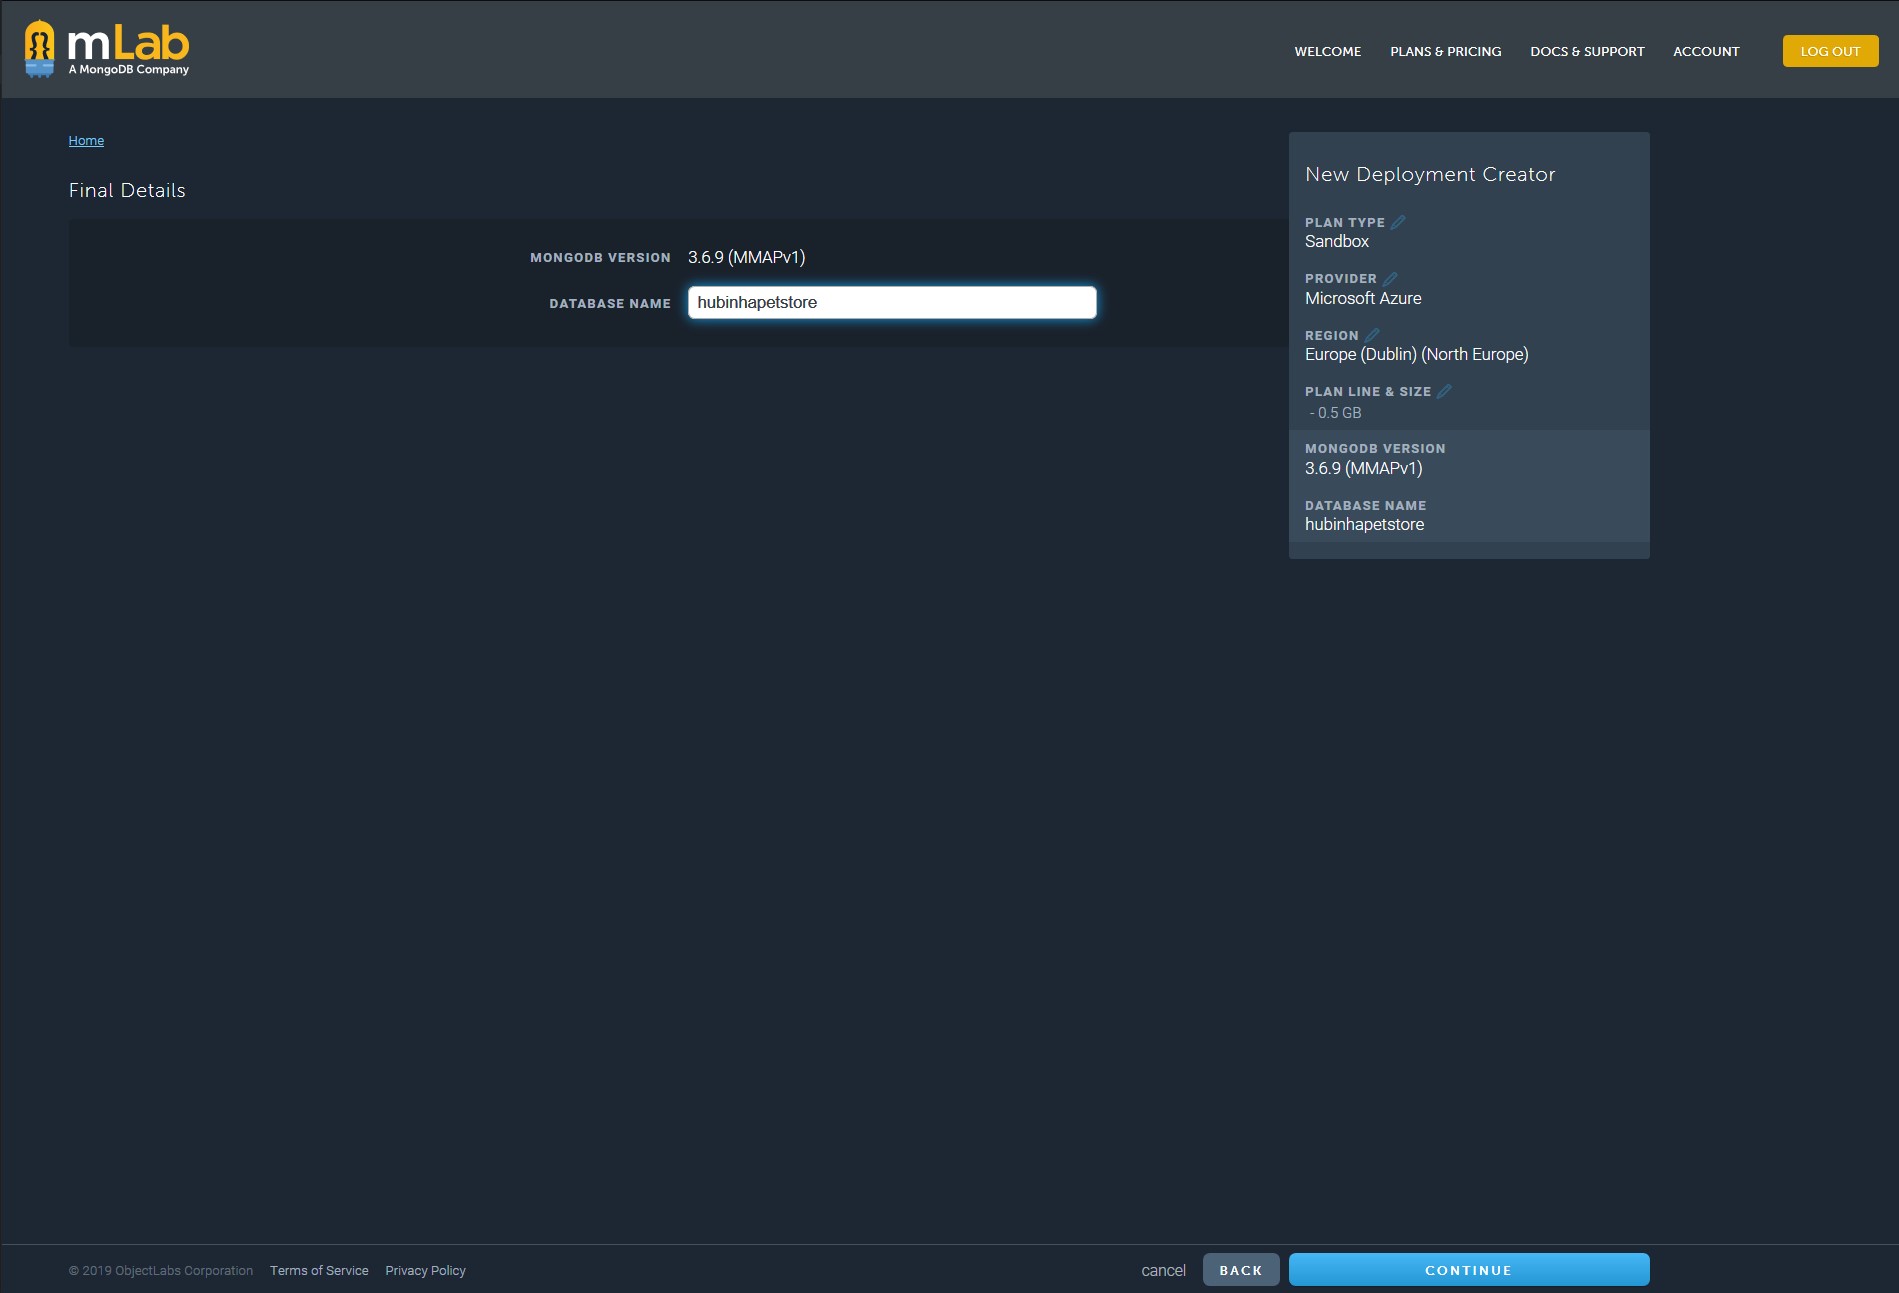 mLab
A MongoDB Company
WELCOME PLANS & PRICING DOCS & SUPPORT ACCOUNT LOG OUT
Home
Final Details
MONGODB VERSION 3.6.9 (MMAPv1)
DATABASE NAME hubinhapetstore
New Deployment Creator
PLAN TYPE
Sandbox
PROVIDER
Microsoft Azure
REGION
Europe (Dublin) (North Europe)
PLAN LINE & SIZE
- 0.5 GB
MONGODB VERSION
3.6.9 (MMAPv1)
DATABASE NAME
hubinhapetstore
© 2019 ObjectLabs Corporation Terms of Service Privacy Policy cancel BACK CONTINUE